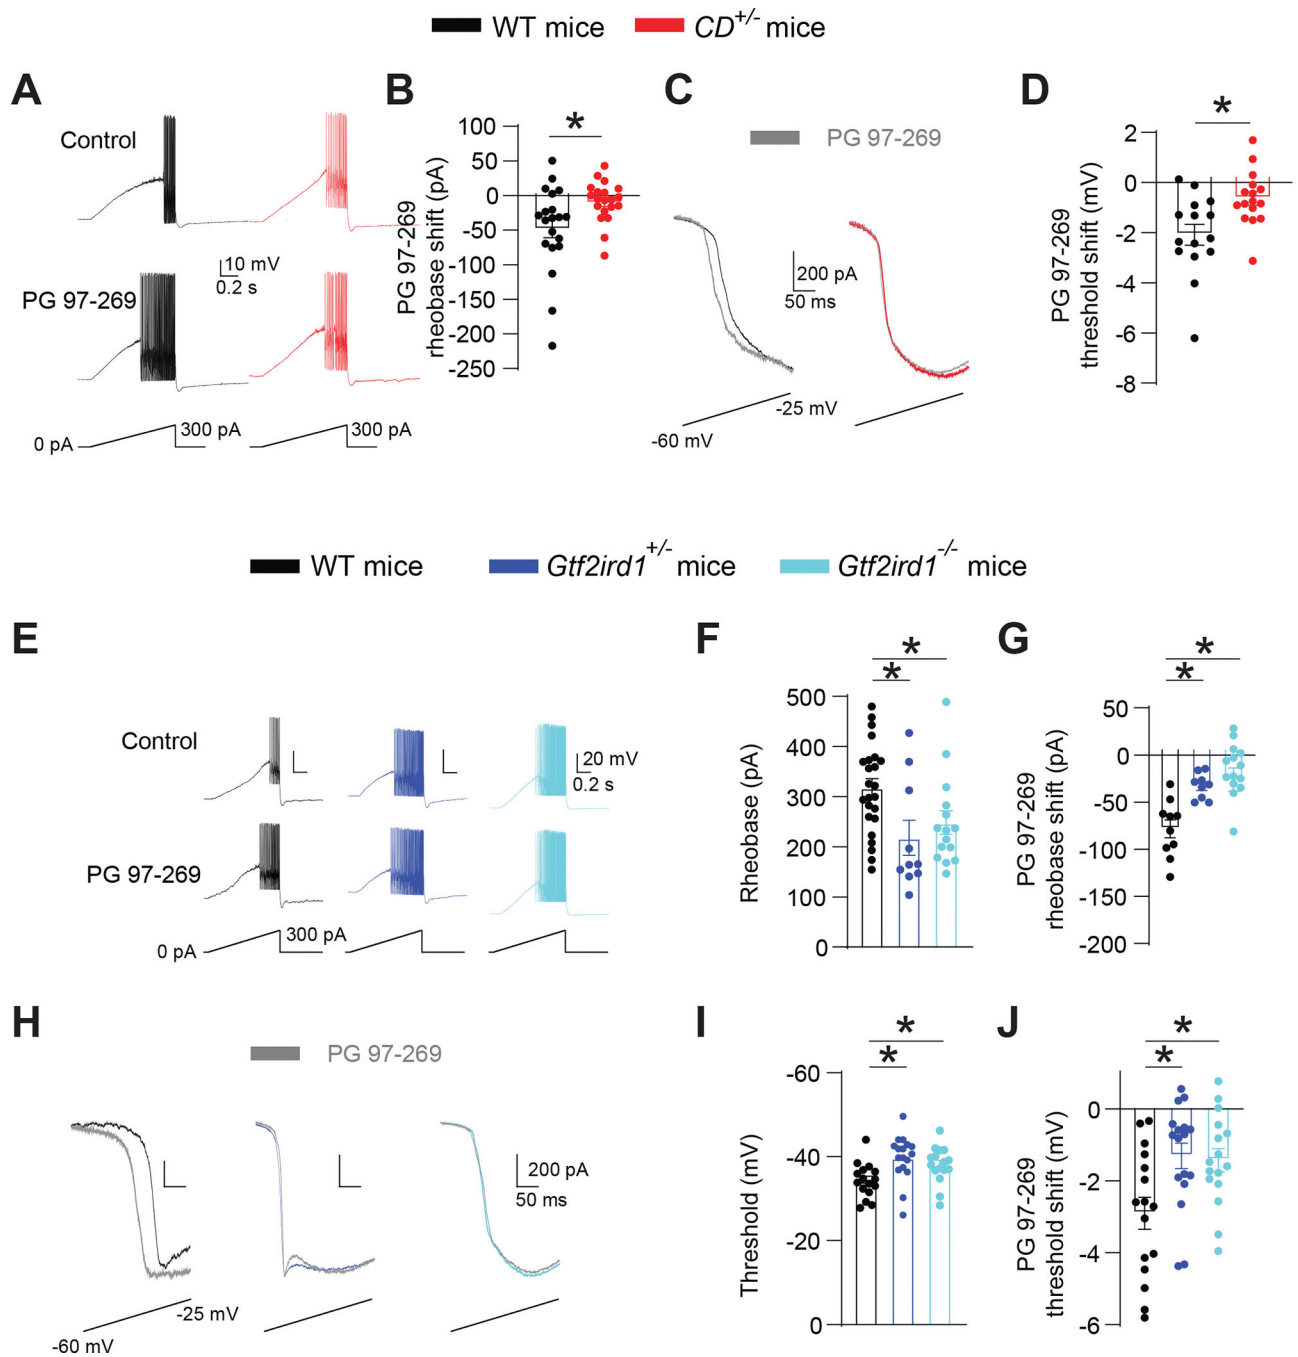 WT mice CD+/- mice
A B C D
Control
PG 97-269
10 mV
0.2 s
0 pA 300 pA 300 pA
PG 97-269
rheobase shift (pA)
100
50
0
-50
-100
-150
-200
-250
*
PG 97-269
200 pA
50 ms
-60 mV -25 mV
PG 97-269
threshold shift (mV)
2
0
-2
-4
-6
-8
*
WT mice Gtf2ird1+/- mice Gtf2ird1-/- mice
E F G
Control
20 mV
0.2 s
PG 97-269
0 pA 300 pA
Rheobase (pA)
500
400
300
200
100
0
*
*
PG 97-269
rheobase shift (pA)
50
0
-50
-100
-150
-200
*
*
H I J
PG 97-269
200 pA
50 ms
-60 mV -25 mV
Threshold (mV)
-60
-40
-20
0
*
*
PG 97-269
threshold shift (mV)
0
-2
-4
-6
*
*